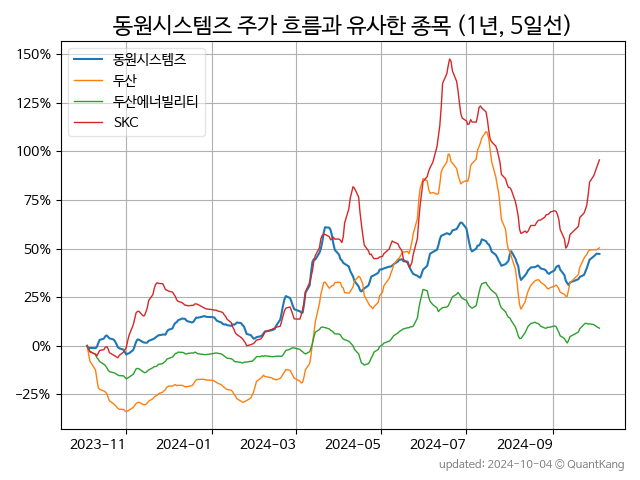 동원시스템즈 주가 흐름과 유사한 종목 (1년, 5일선)
150%
125%
100%
75%
50%
25%
0%
−25%
동원시스템즈
두산
두산에너빌리티
SKC
2023-11
2024-01
2024-03
2024-05
2024-07
2024-09
updated: 2024-10-04 © QuantKang